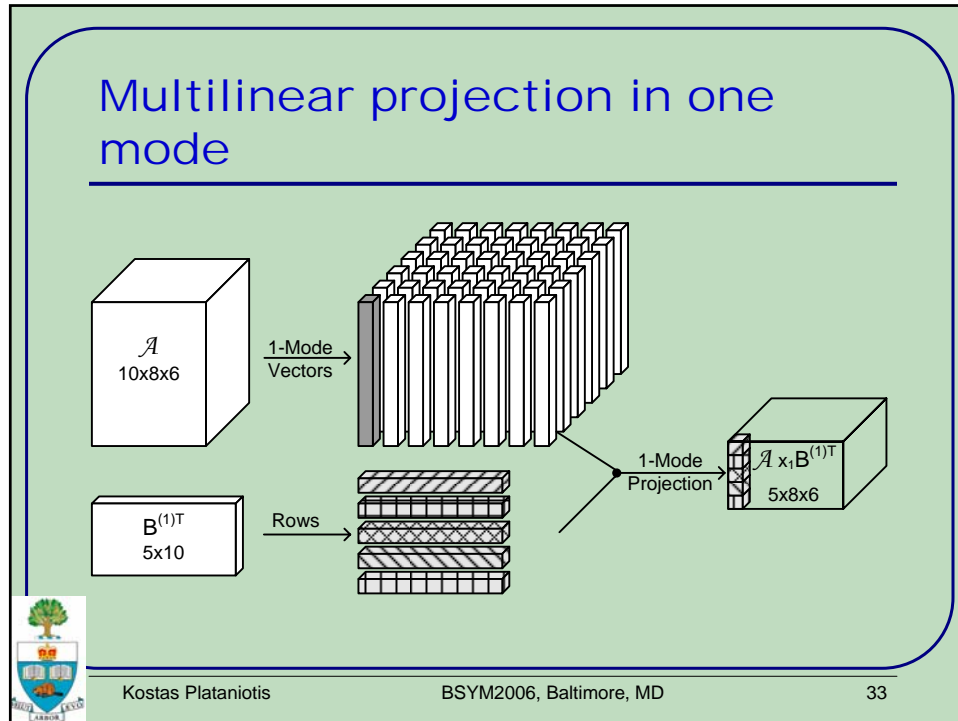 Multilinear projection in one
mode
𝒜
10x8x6
1-Mode
Vectors
B^(1)T
5x10
Rows
1-Mode
Projection
𝒜 x₁B^(1)T
5x8x6
Kostas Plataniotis BSYM2006, Baltimore, MD 33